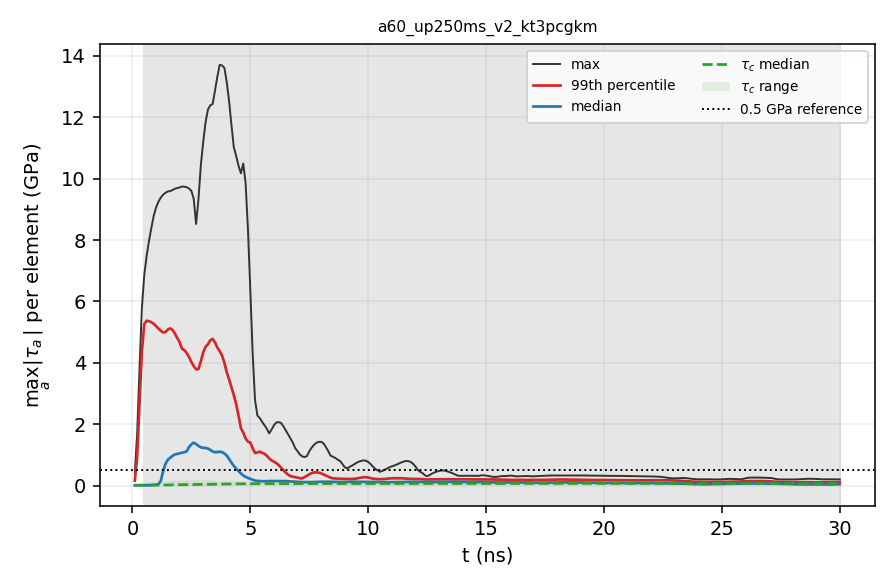 a60_up250ms_v2_kt3pcgkm
max
99th percentile
median
τc median
τc range
0.5 GPa reference
max|τa| per element (GPa)
a
14
12
10
8
6
4
2
0
0 5 10 15 20 25 30
t (ns)